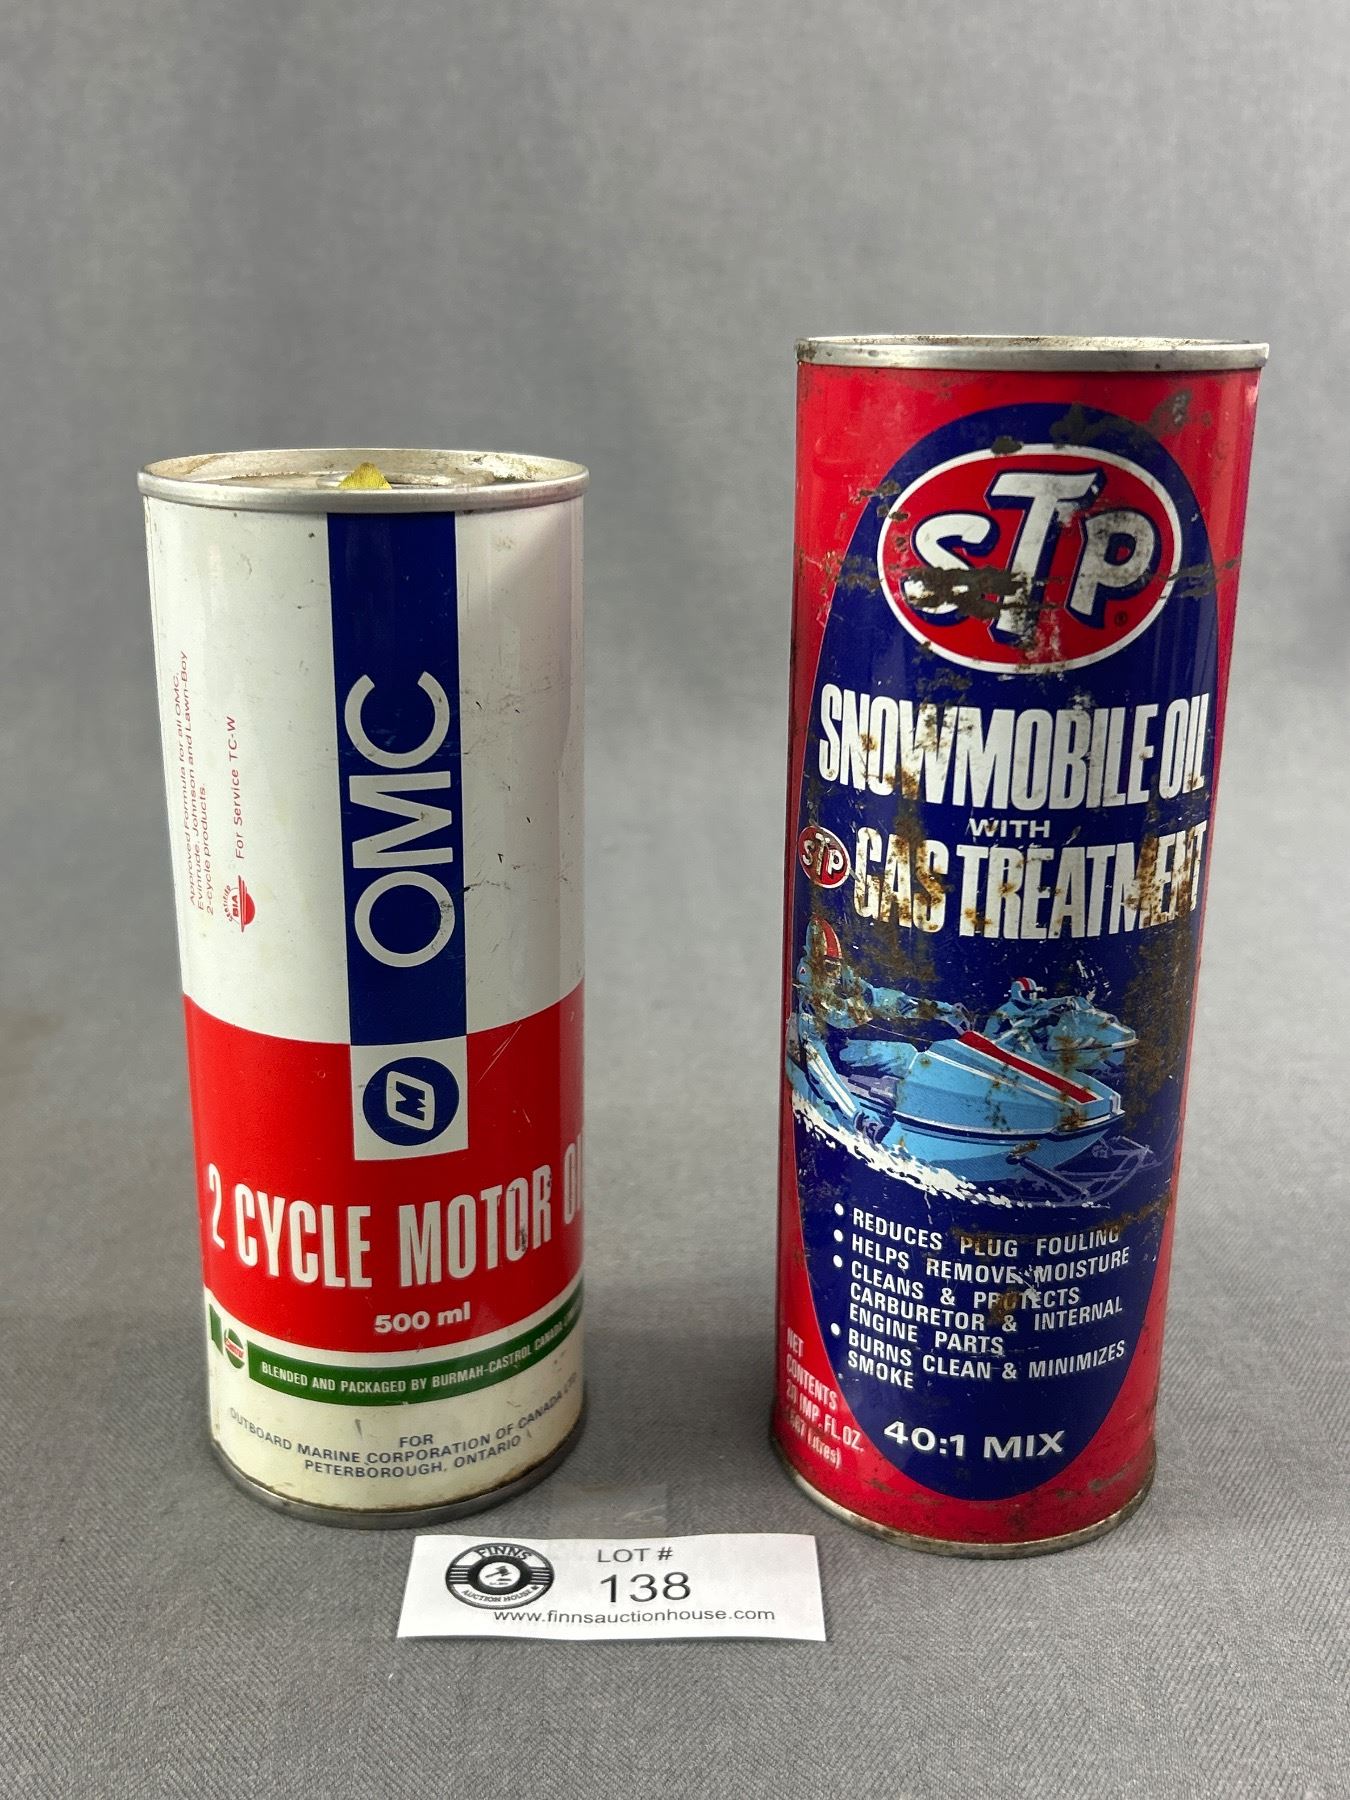 Approved Formula for all OMC,
Evinrude, Johnson and Lawn-Boy
2-cycle products.
CERTIFIED
BIA
For Service TC-W
OMC
2 CYCLE MOTOR
500 ml
BLENDED AND PACKAGED BY BURMAH-CASTROL CANADA
FOR
OUTBOARD MARINE CORPORATION OF CANADA LTD.
PETERBOROUGH, ONTARIO
STP
®
SNOWMOBILE OIL
WITH
STP GAS TREATMENT
• REDUCES PLUG FOULING
• HELPS REMOVE MOISTURE
• CLEANS & PROTECTS
CARBURETOR & INTERNAL
ENGINE PARTS
• BURNS CLEAN & MINIMIZES
SMOKE
NET
CONTENTS
20 IMP. FL. OZ.
40:1 MIX
FINNS
AUCTION HOUSE
LOT #
138
www.finnsauctionhouse.com